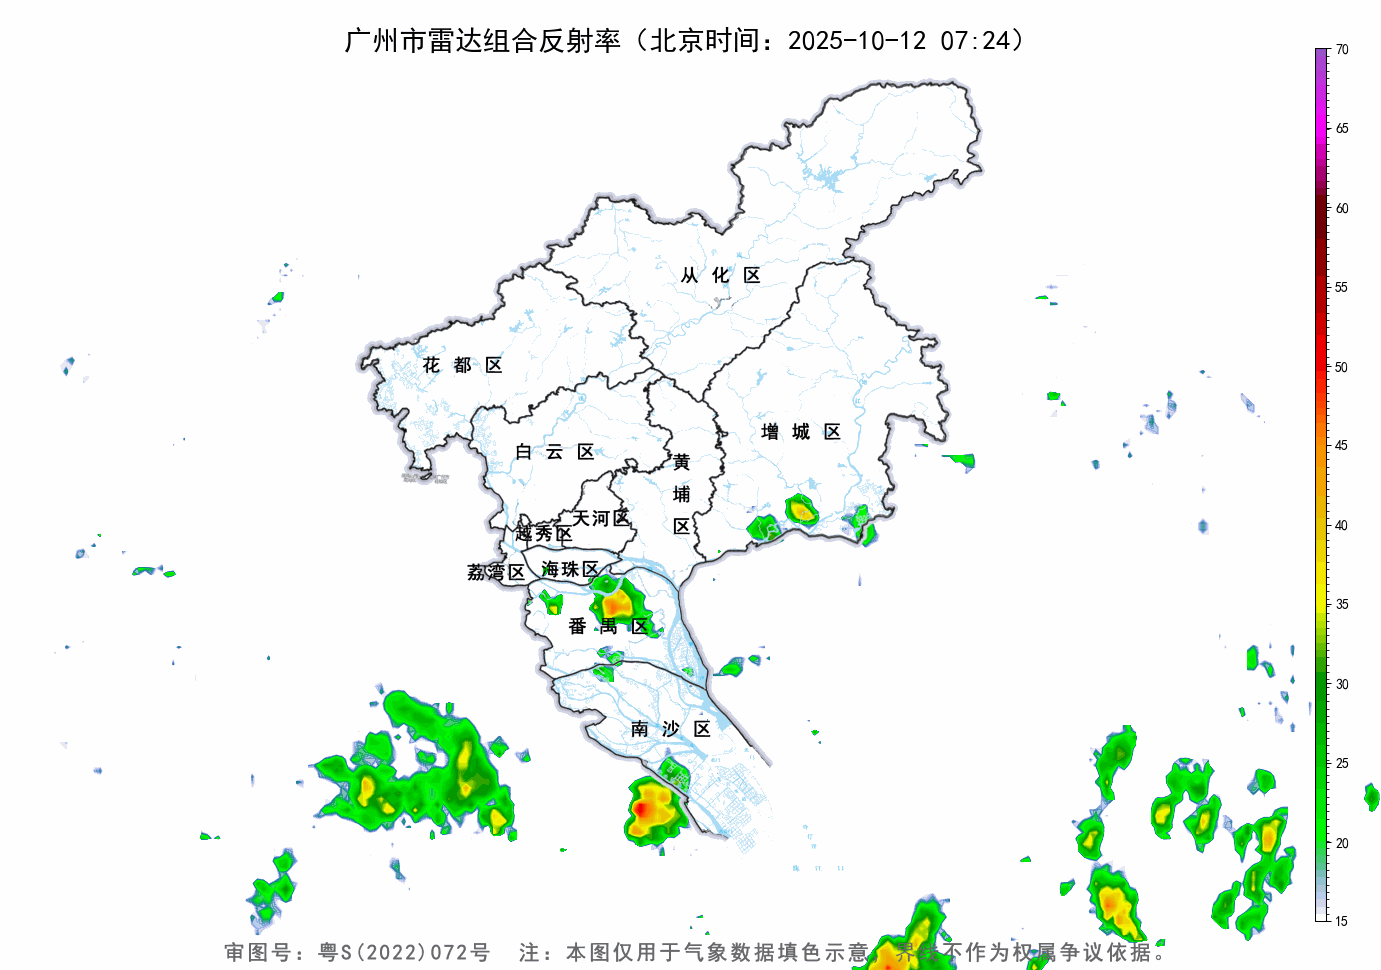 广州市雷达组合反射率（北京时间：2025-10-12 07:24）
70
65
60
55
50
45
40
35
30
25
20
15
从化区
花都区
增城区
白云区
黄埔区
天河区
越秀区
海珠区
荔湾区
番禺区
南沙区
审图号：粤S(2022)072号 注：本图仅用于气象数据填色示意，界线不作为权属争议依据。